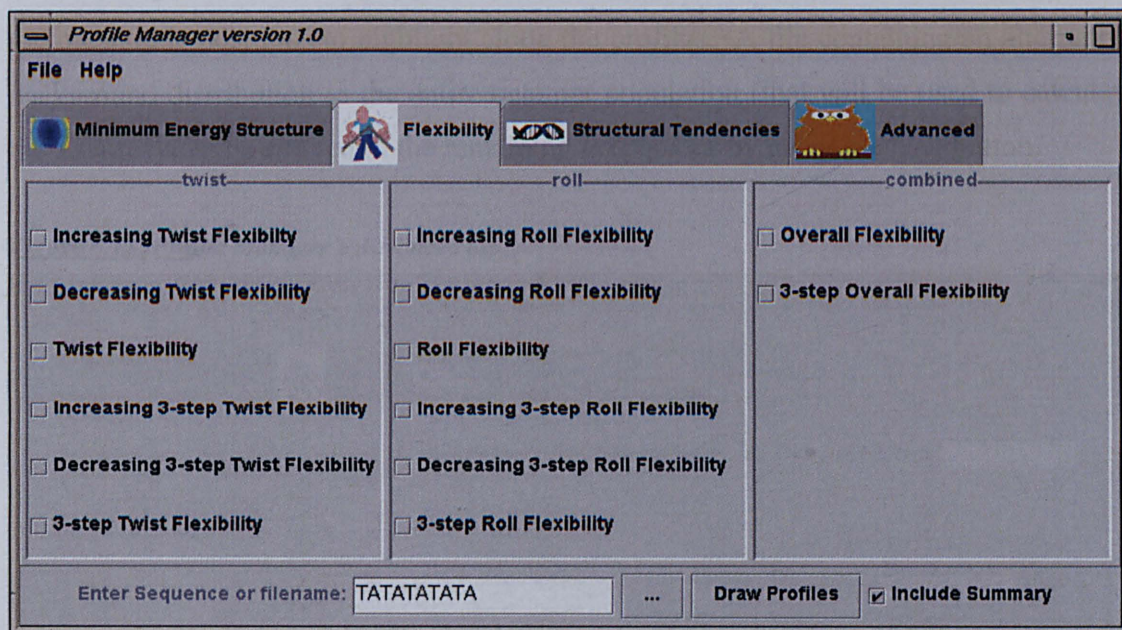 Profile Manager version 1.0
File Help
Minimum Energy Structure Flexibility Structural Tendencies Advanced
twist roll combined
Increasing Twist Flexibilty Increasing Roll Flexibility Overall Flexibility
Decreasing Twist Flexibility Decreasing Roll Flexibility 3-step Overall Flexibility
Twist Flexibility Roll Flexibility
Increasing 3-step Twist Flexibility Increasing 3-step Roll Flexibility
Decreasing 3-step Twist Flexibility Decreasing 3-step Roll Flexibility
3-step Twist Flexibility 3-step Roll Flexibility
Enter Sequence or filename: TATATATATA ... Draw Profiles Include Summary